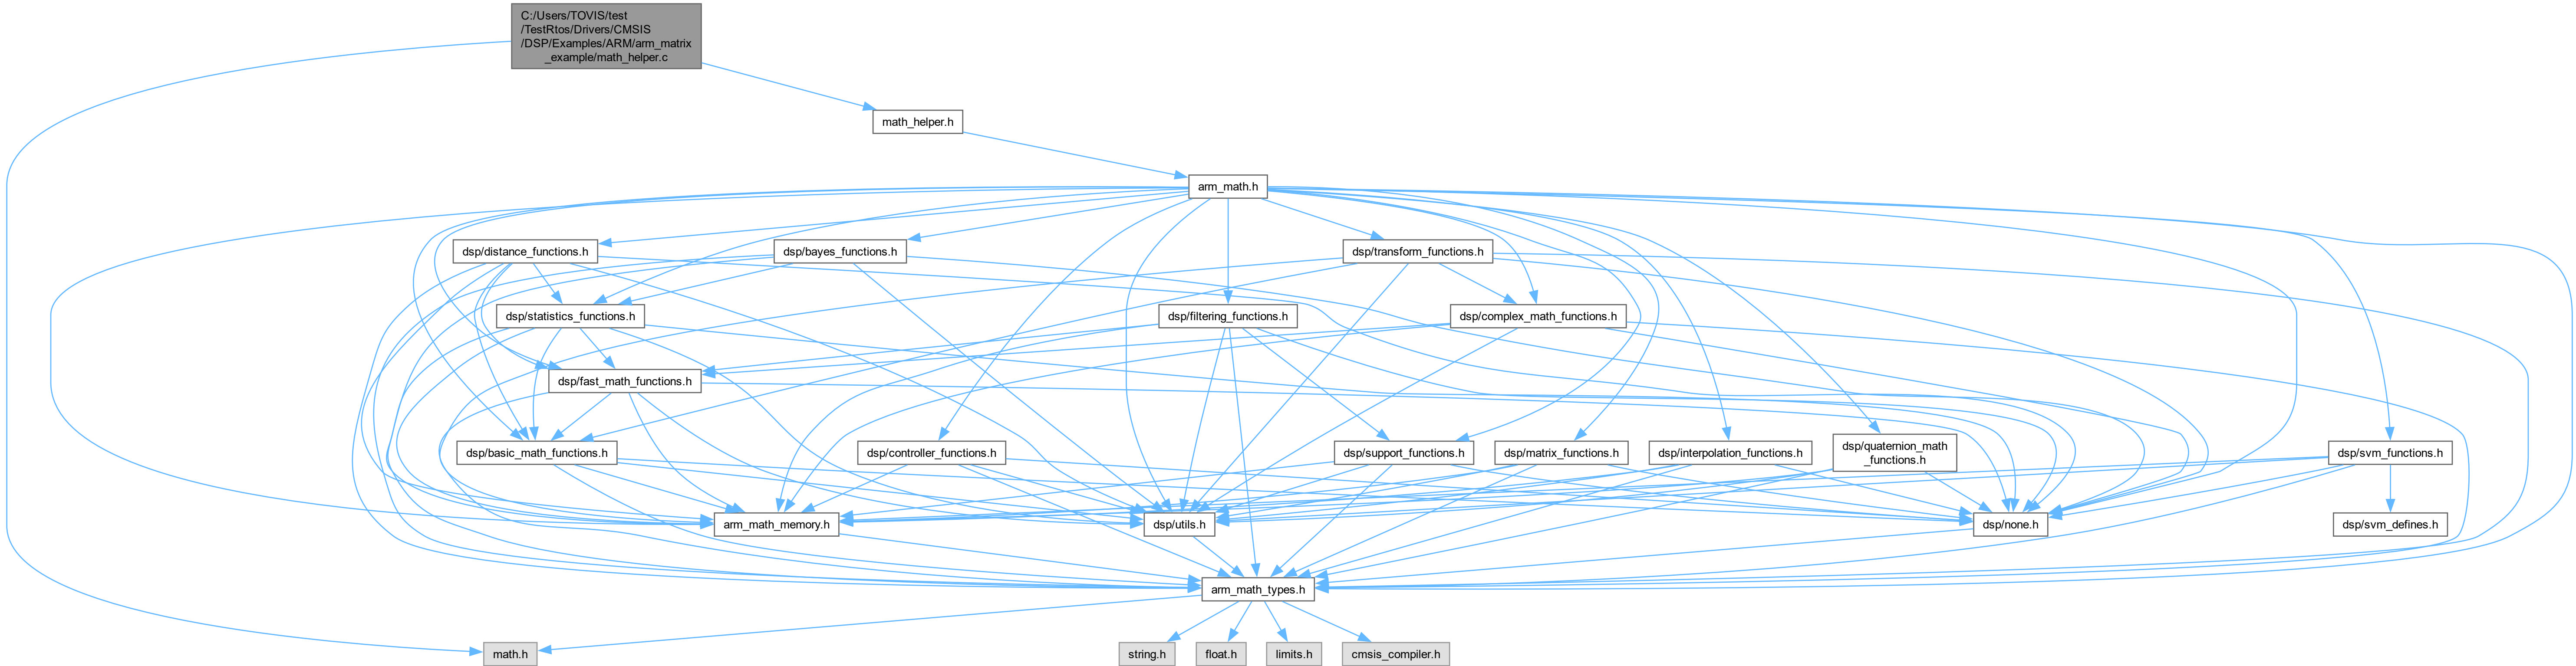 C:/Users/TOVIS/test
/TestRtos/Drivers/CMSIS
/DSP/Examples/ARM/arm_matrix
_example/math_helper.c
math_helper.h
arm_math.h
dsp/distance_functions.h
dsp/bayes_functions.h
dsp/transform_functions.h
dsp/statistics_functions.h
dsp/filtering_functions.h
dsp/complex_math_functions.h
dsp/fast_math_functions.h
dsp/basic_math_functions.h
dsp/controller_functions.h
dsp/support_functions.h
dsp/matrix_functions.h
dsp/interpolation_functions.h
dsp/quaternion_math
_functions.h
dsp/svm_functions.h
arm_math_memory.h
dsp/utils.h
dsp/none.h
dsp/svm_defines.h
arm_math_types.h
math.h
string.h
float.h
limits.h
cmsis_compiler.h